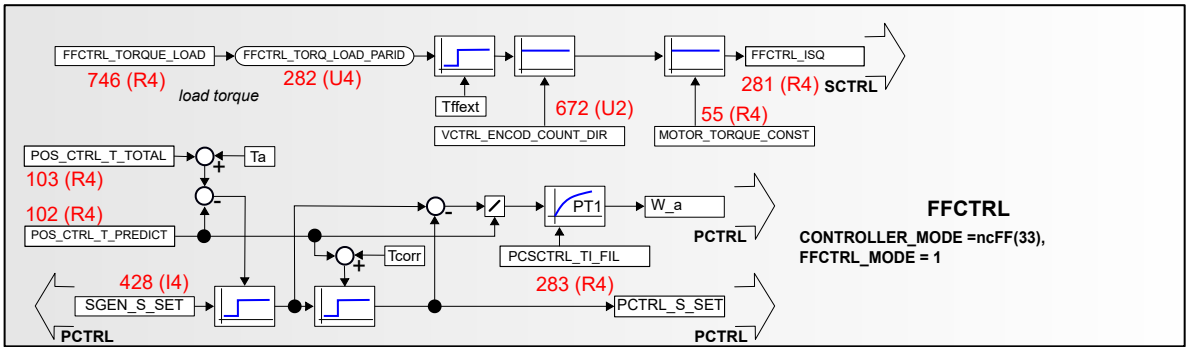 FFCTRL_TORQUE_LOAD
FFCTRL_TORQ_LOAD_PARID
FFCTRL_ISQ
746 (R4)
282 (U4)
load torque
Tffext
672 (U2)
55 (R4)
281 (R4)
SCTRL
VCTRL_ENCOD_COUNT_DIR
MOTOR_TORQUE_CONST
POS_CTRL_T_TOTAL
+
Ta
103 (R4)
-
102 (R4)
POS_CTRL_T_PREDICT
-
PT1
W_a
PCTRL
Tcorr
+
PCSCTRL_TI_FIL
428 (I4)
283 (R4)
SGEN_S_SET
PCTRL_S_SET
PCTRL
PCTRL
FFCTRL
CONTROLLER_MODE =ncFF(33),
FFCTRL_MODE = 1